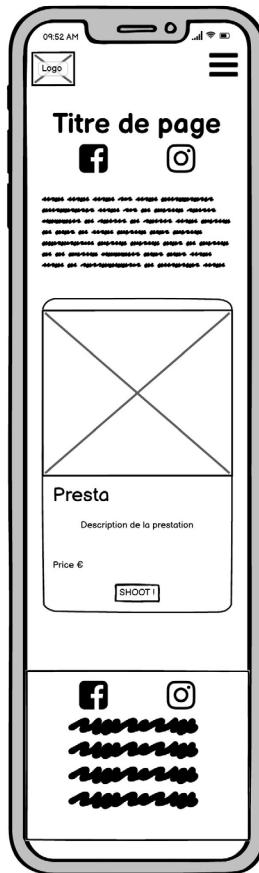 09:52 AM
Logo
Titre de page
Presta
Description de la prestation
Price €
SHOOT !